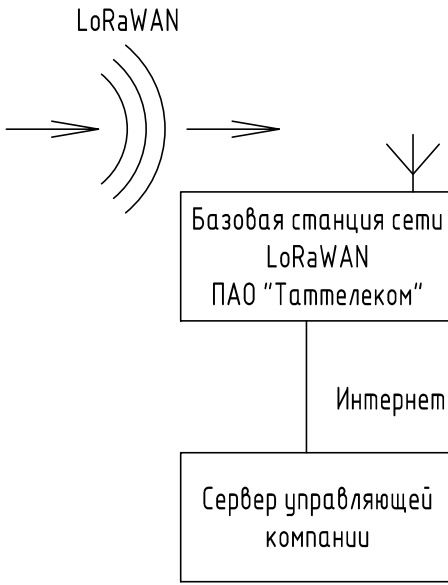 LoRaWAN
Базовая станция сети
LoRaWAN
ПАО "Таттелеком"
Интернет
Сервер управляющей
компании